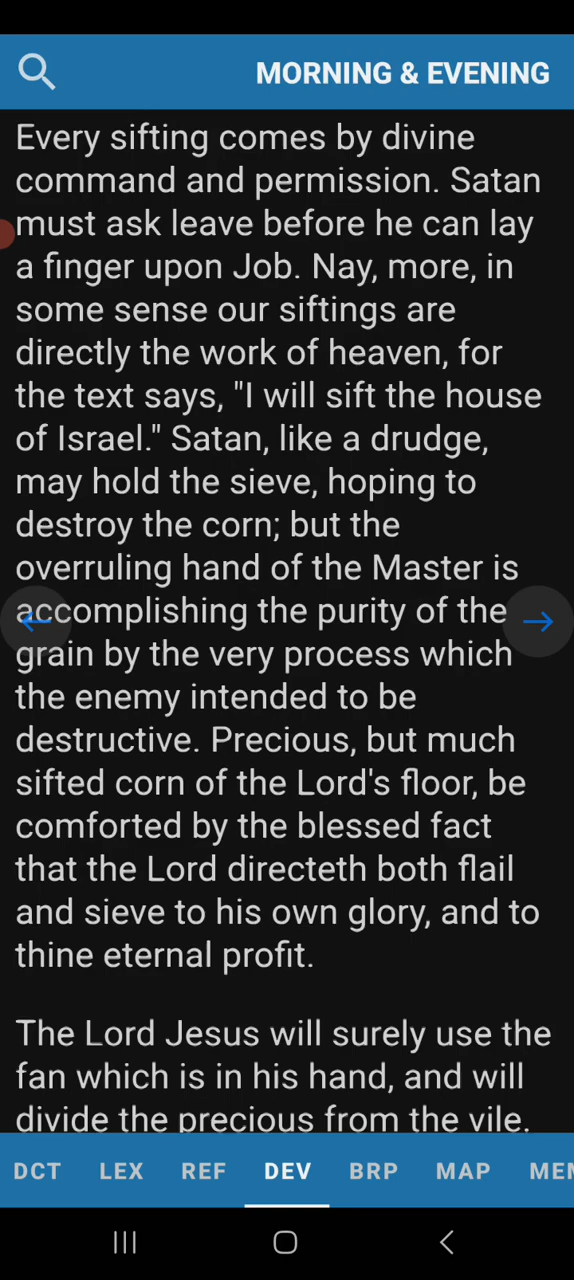 MORNING & EVENING
Every sifting comes by divine
command and permission. Satan
must ask leave before he can lay
a finger upon Job. Nay, more, in
some sense our siftings are
directly the work of heaven, for
the text says, "I will sift the house
of Israel." Satan, like a drudge,
may hold the sieve, hoping to
destroy the corn; but the
overruling hand of the Master is
accomplishing the purity of the
grain by the very process which
the enemy intended to be
destructive. Precious, but much
sifted corn of the Lord's floor, be
comforted by the blessed fact
that the Lord directeth both flail
and sieve to his own glory, and to
thine eternal profit.
The Lord Jesus will surely use the
fan which is in his hand, and will
divide the precious from the vile.
DCT LEX REF DEV BRP MAP MEM